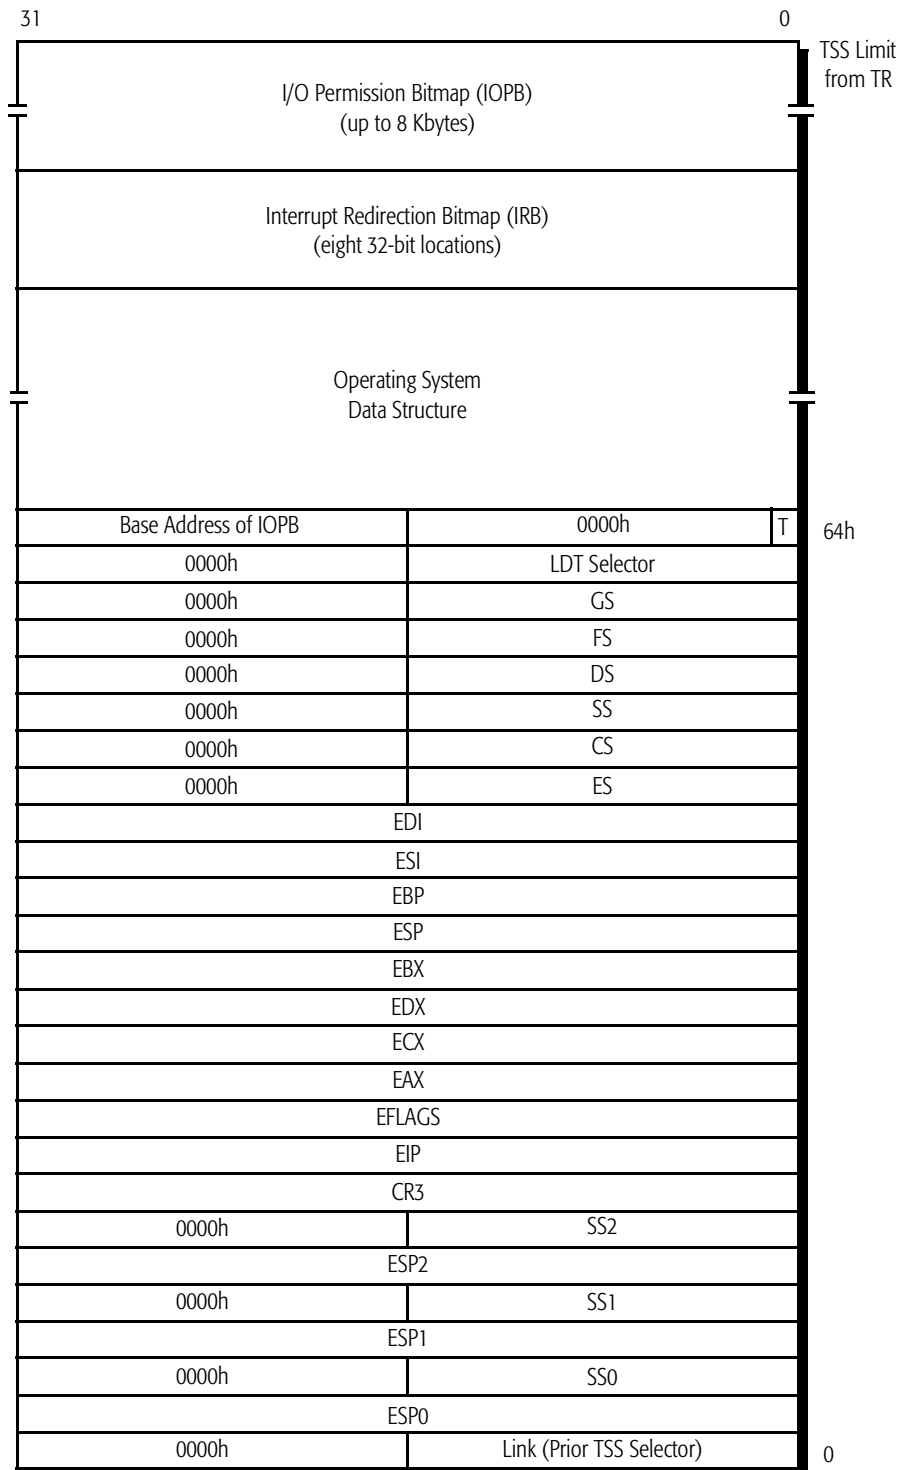 31 0
TSS Limit
from TR
I/O Permission Bitmap (IOPB)
(up to 8 Kbytes)
Interrupt Redirection Bitmap (IRB)
(eight 32-bit locations)
Operating System
Data Structure
Base Address of IOPB 0000h T 64h
0000h LDT Selector
0000h GS
0000h FS
0000h DS
0000h SS
0000h CS
0000h ES
EDI
ESI
EBP
ESP
EBX
EDX
ECX
EAX
EFLAGS
EIP
CR3
0000h SS2
ESP2
0000h SS1
ESP1
0000h SS0
ESP0
0000h Link (Prior TSS Selector) 0